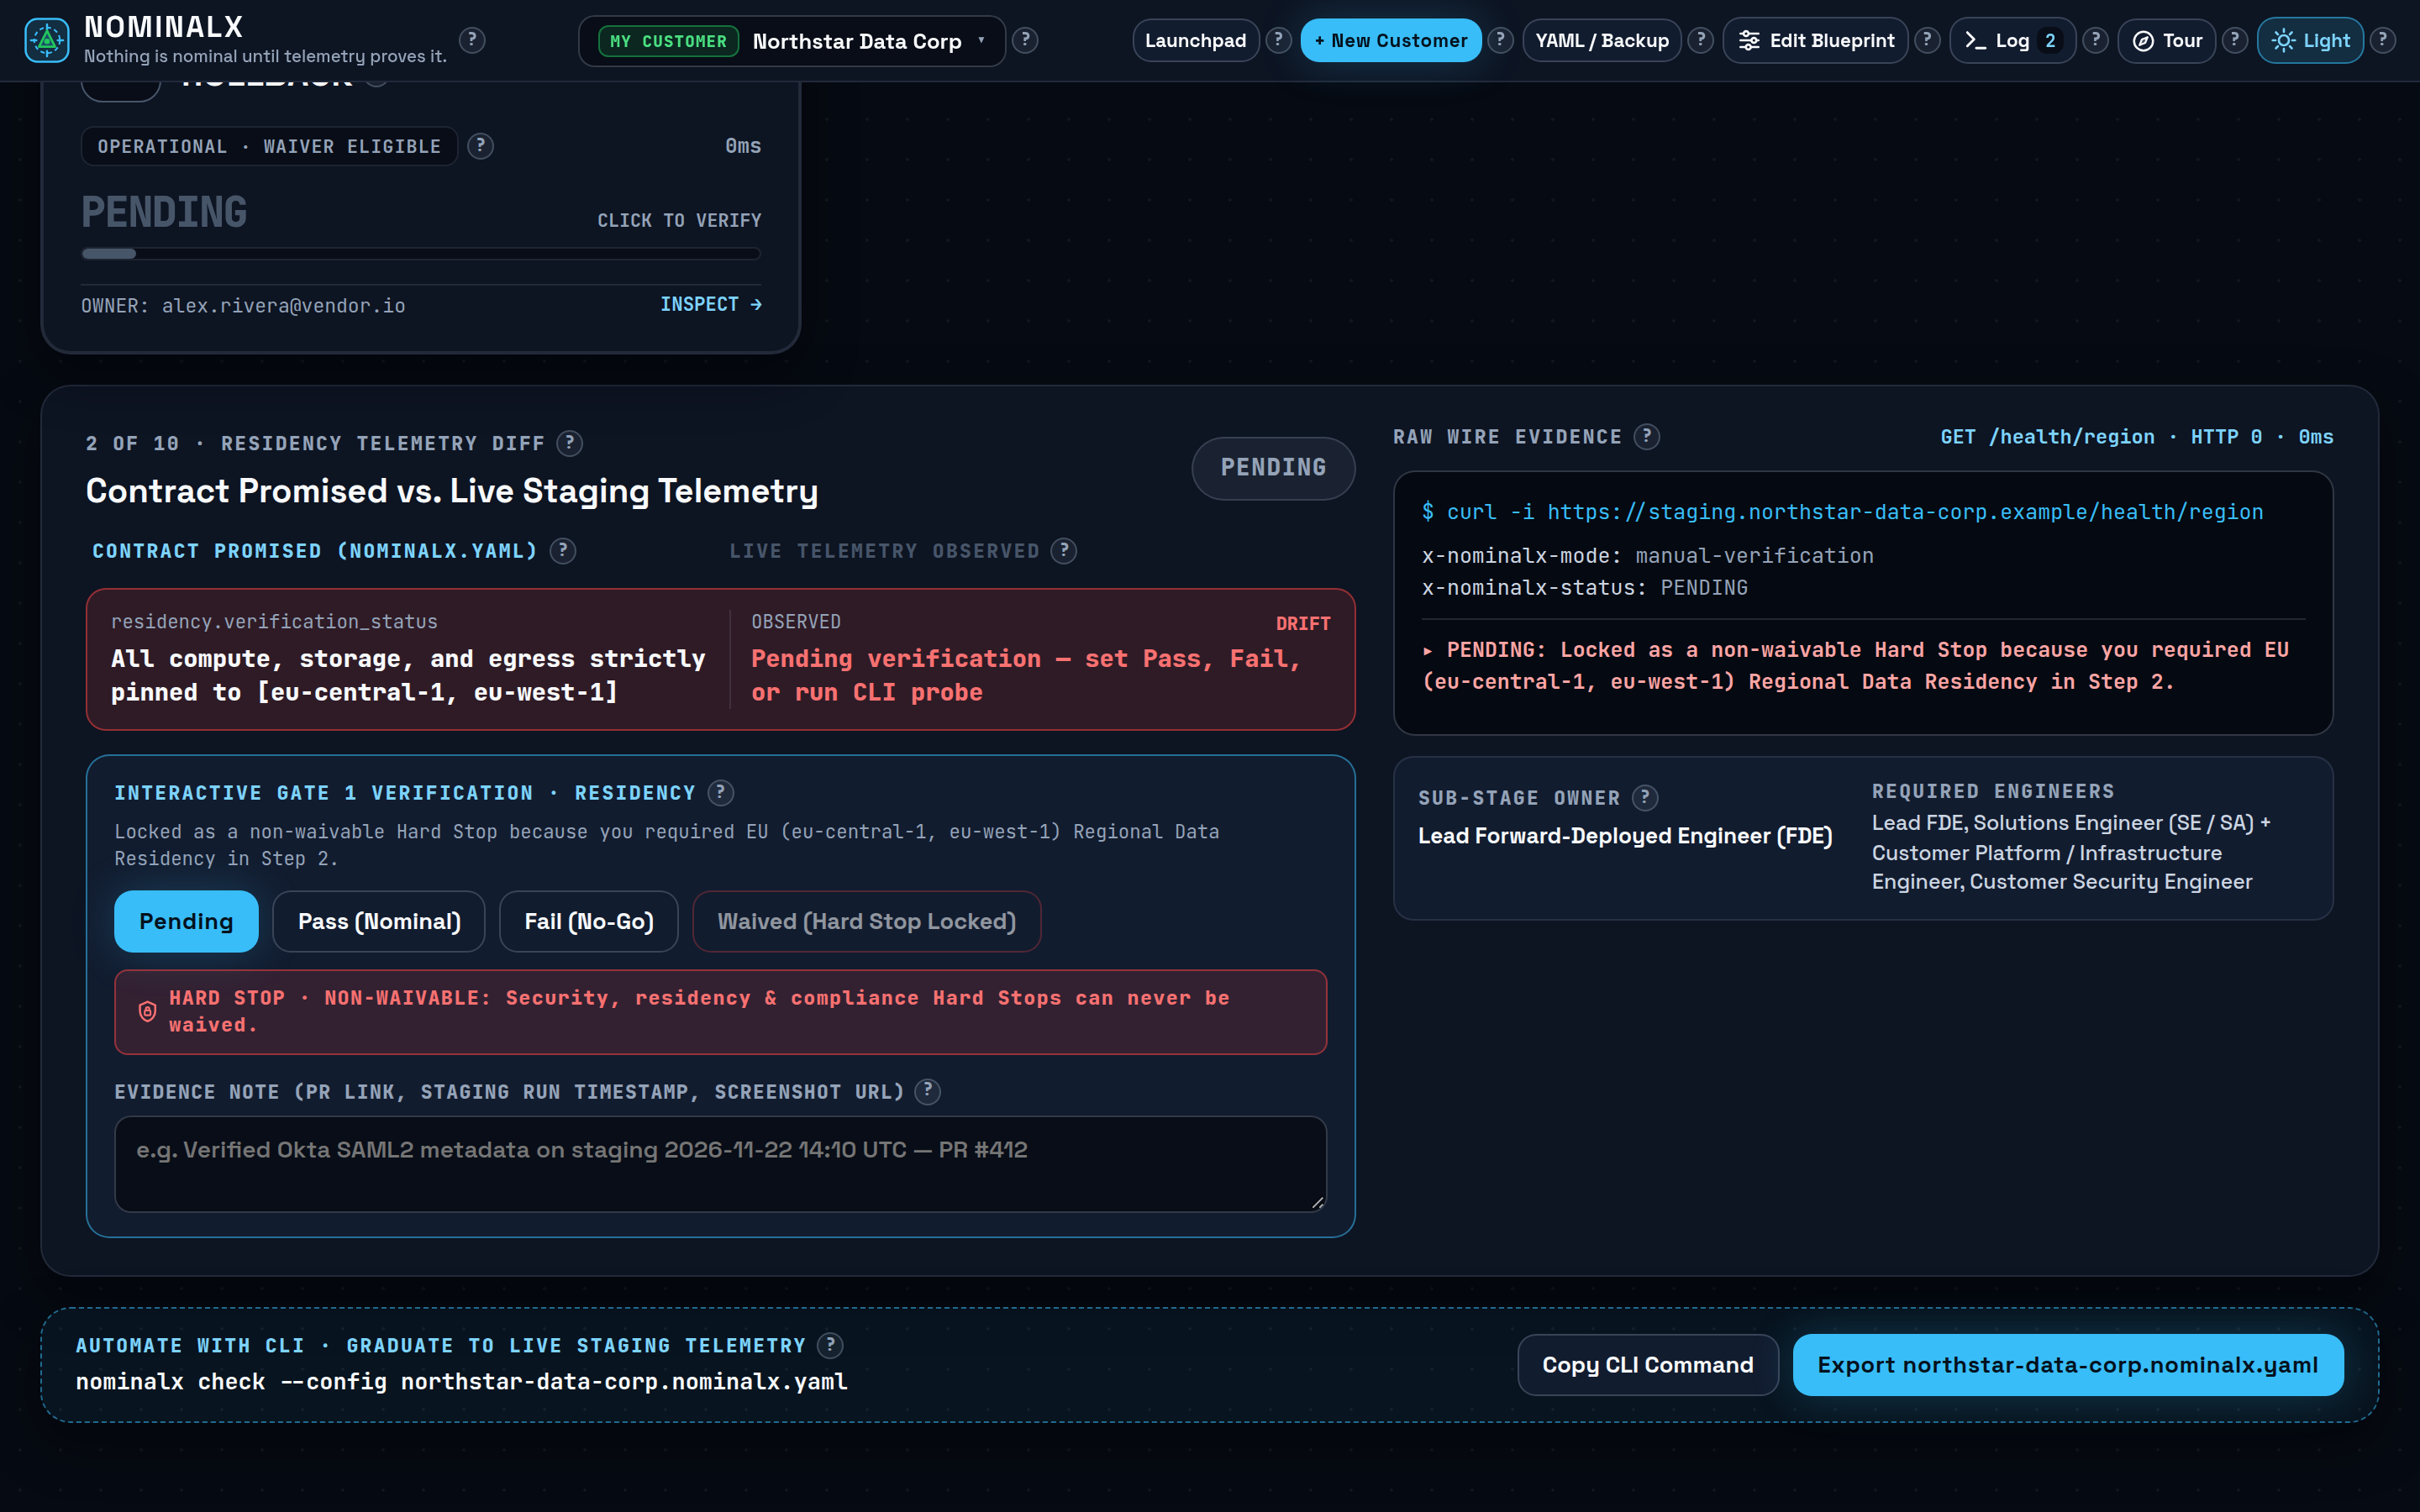 NOMINALX
Nothing is nominal until telemetry proves it.
?
MY CUSTOMER Northstar Data Corp ▾
?
Launchpad
?
+ New Customer
?
YAML / Backup
?
Edit Blueprint
?
Log 2
?
Tour
?
Light
?
ROLLBACK
OPERATIONAL · WAIVER ELIGIBLE ?
0ms
PENDING
CLICK TO VERIFY
OWNER: alex.rivera@vendor.io
INSPECT →
2 OF 10 · RESIDENCY TELEMETRY DIFF ?
Contract Promised vs. Live Staging Telemetry
PENDING
CONTRACT PROMISED (NOMINALX.YAML) ?
LIVE TELEMETRY OBSERVED ?
residency.verification_status
All compute, storage, and egress strictly
pinned to [eu-central-1, eu-west-1]
OBSERVED
DRIFT
Pending verification — set Pass, Fail,
or run CLI probe
INTERACTIVE GATE 1 VERIFICATION · RESIDENCY ?
Locked as a non-waivable Hard Stop because you required EU (eu-central-1, eu-west-1) Regional Data
Residency in Step 2.
Pending
Pass (Nominal)
Fail (No-Go)
Waived (Hard Stop Locked)
HARD STOP · NON-WAIVABLE: Security, residency & compliance Hard Stops can never be
waived.
EVIDENCE NOTE (PR LINK, STAGING RUN TIMESTAMP, SCREENSHOT URL) ?
e.g. Verified Okta SAML2 metadata on staging 2026-11-22 14:10 UTC — PR #412
RAW WIRE EVIDENCE ?
GET /health/region · HTTP 0 · 0ms
$ curl -i https://staging.northstar-data-corp.example/health/region
x-nominalx-mode: manual-verification
x-nominalx-status: PENDING
▸ PENDING: Locked as a non-waivable Hard Stop because you required EU
(eu-central-1, eu-west-1) Regional Data Residency in Step 2.
SUB-STAGE OWNER ?
Lead Forward-Deployed Engineer (FDE)
REQUIRED ENGINEERS
Lead FDE, Solutions Engineer (SE / SA) +
Customer Platform / Infrastructure
Engineer, Customer Security Engineer
AUTOMATE WITH CLI · GRADUATE TO LIVE STAGING TELEMETRY ?
nominalx check --config northstar-data-corp.nominalx.yaml
Copy CLI Command
Export northstar-data-corp.nominalx.yaml